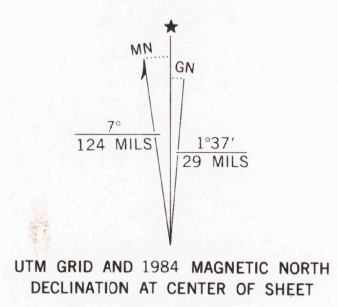 MN
GN
7°
124 MILS
1°37'
29 MILS
UTM GRID AND 1984 MAGNETIC NORTH
DECLINATION AT CENTER OF SHEET